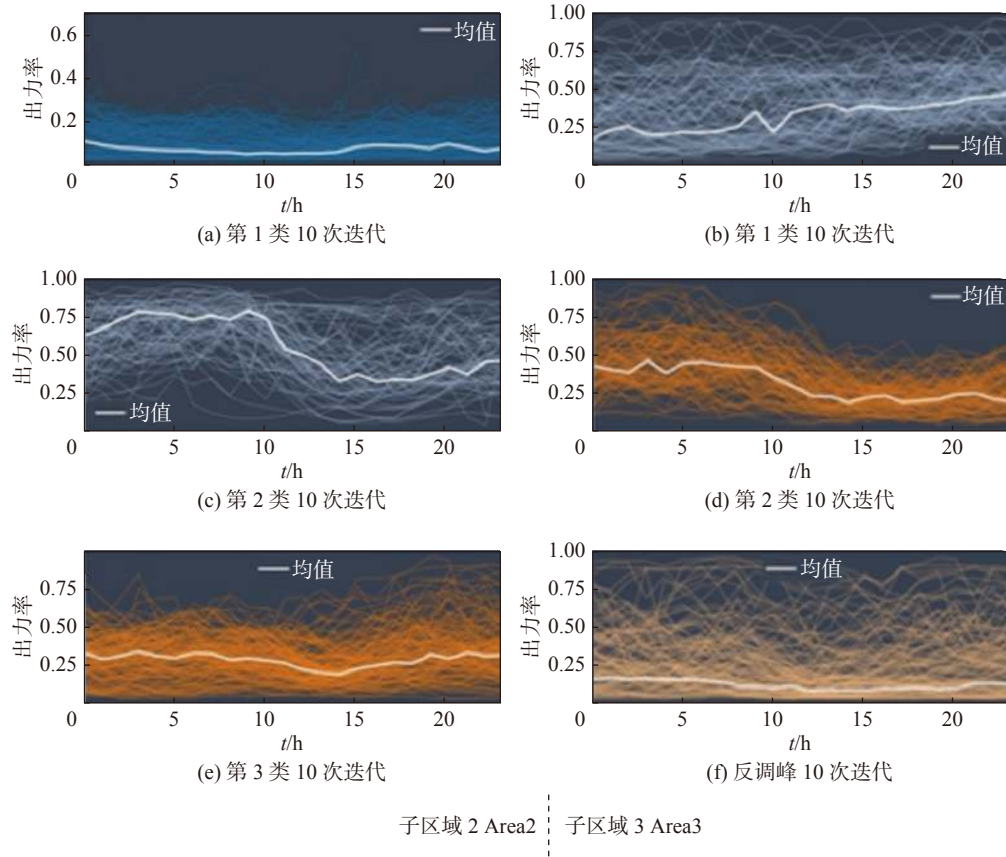 0.6
0.4
0.2
0
出力率
均值
5
10
15
20
t/h
(a) 第 1 类 10 次迭代
1.00
0.75
0.50
0.25
0
出力率
均值
5
10
15
20
t/h
(b) 第 1 类 10 次迭代
1.00
0.75
0.50
0.25
0
出力率
均值
5
10
15
20
t/h
(c) 第 2 类 10 次迭代
1.00
0.75
0.50
0.25
0
出力率
均值
5
10
15
20
t/h
(d) 第 2 类 10 次迭代
0.75
0.50
0.25
0
出力率
均值
5
10
15
20
t/h
(e) 第 3 类 10 次迭代
1.00
0.75
0.50
0.25
0
出力率
均值
5
10
15
20
t/h
(f) 反调峰 10 次迭代
子区域 2 Area2
子区域 3 Area3